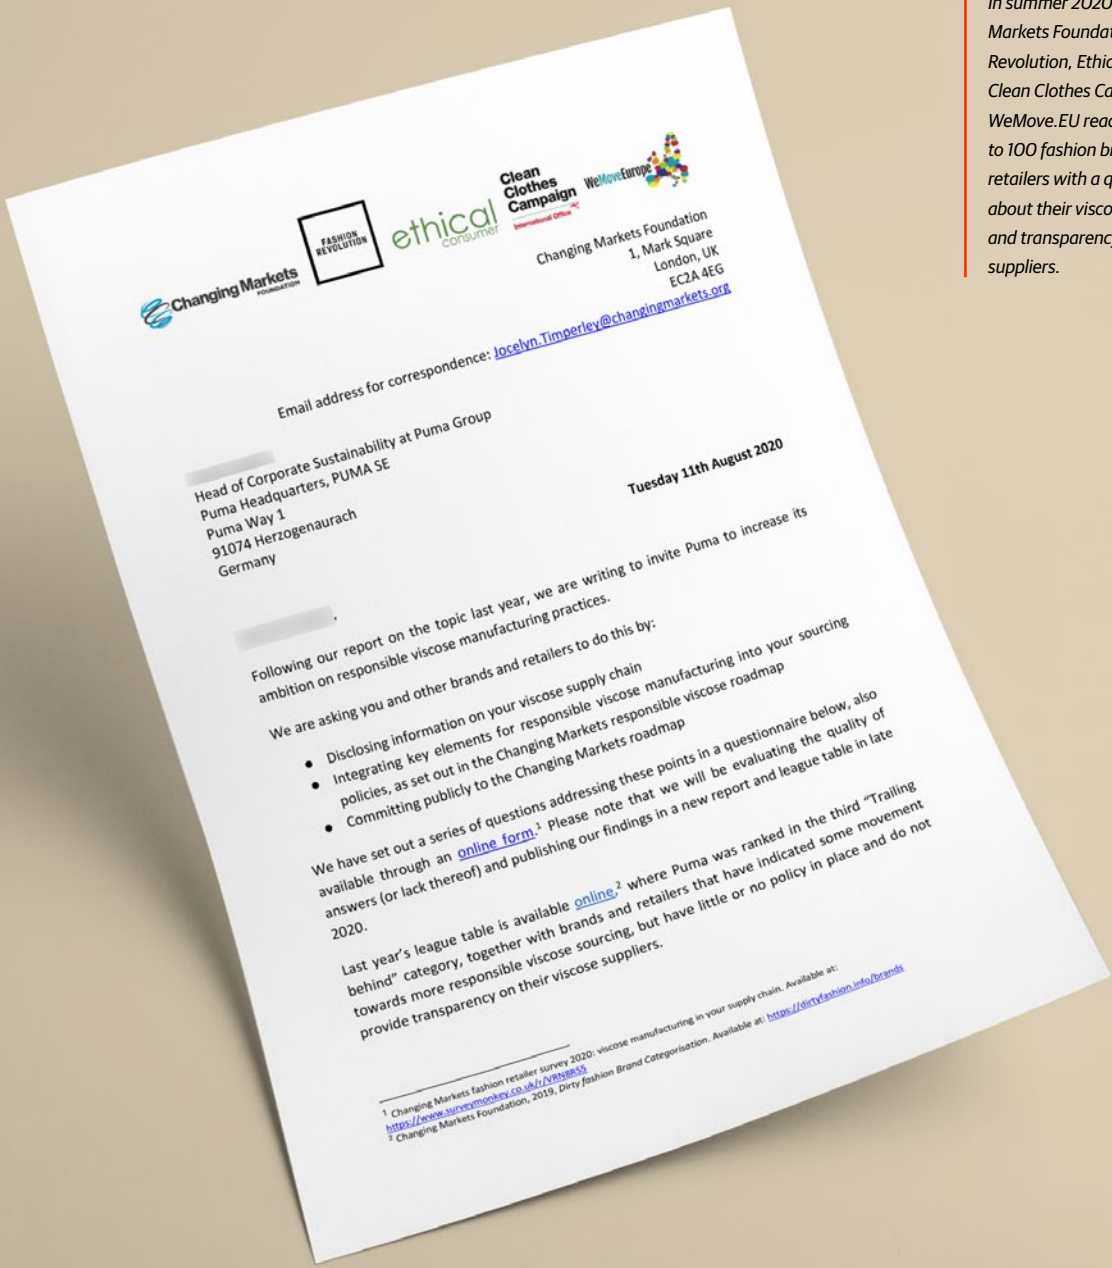 Changing Markets
FOUNDATION
FASHION
REVOLUTION
ethical
consumer
Clean
Clothes
Campaign
International Office
WeMoveEurope
Changing Markets Foundation
1, Mark Square
London, UK
EC2A 4EG
Email address for correspondence: Jocelyn.Timperley@changingmarkets.org
Head of Corporate Sustainability at Puma Group
Puma Headquarters, PUMA SE
Puma Way 1
91074 Herzogenaurach
Germany
Tuesday 11th August 2020
,
Following our report on the topic last year, we are writing to invite Puma to increase its
ambition on responsible viscose manufacturing practices.
We are asking you and other brands and retailers to do this by:
● Disclosing information on your viscose supply chain
● Integrating key elements for responsible viscose manufacturing into your sourcing
policies, as set out in the Changing Markets responsible viscose roadmap
● Committing publicly to the Changing Markets roadmap
We have set out a series of questions addressing these points in a questionnaire below, also
available through an online form.¹ Please note that we will be evaluating the quality of
answers (or lack thereof) and publishing our findings in a new report and league table in late
2020.
Last year's league table is available online,² where Puma was ranked in the third "Trailing
behind" category, together with brands and retailers that have indicated some movement
towards more responsible viscose sourcing, but have little or no policy in place and do not
provide transparency on their viscose suppliers.
¹ Changing Markets fashion retailer survey 2020: viscose manufacturing in your supply chain. Available at:
https://www.surveymonkey.co.uk/r/VRN8RS5
² Changing Markets Foundation, 2019, Dirty fashion Brand Categorisation. Available at: https://dirtyfashion.info/brands
In summer 2020
Markets Foundat
Revolution, Ethic
Clean Clothes Ca
WeMove.EU reac
to 100 fashion br
retailers with a q
about their visco
and transparency
suppliers.